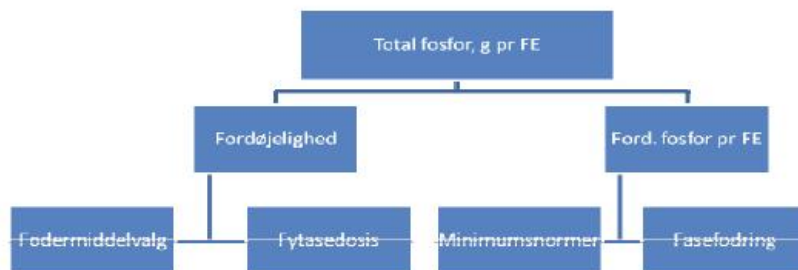 Total fosfor, g pr FE
Fordøjelighed
Ford. fosfor pr FE
Fodermiddelvalg
Fytasedosis
Minimumsnormer
Fasefodring